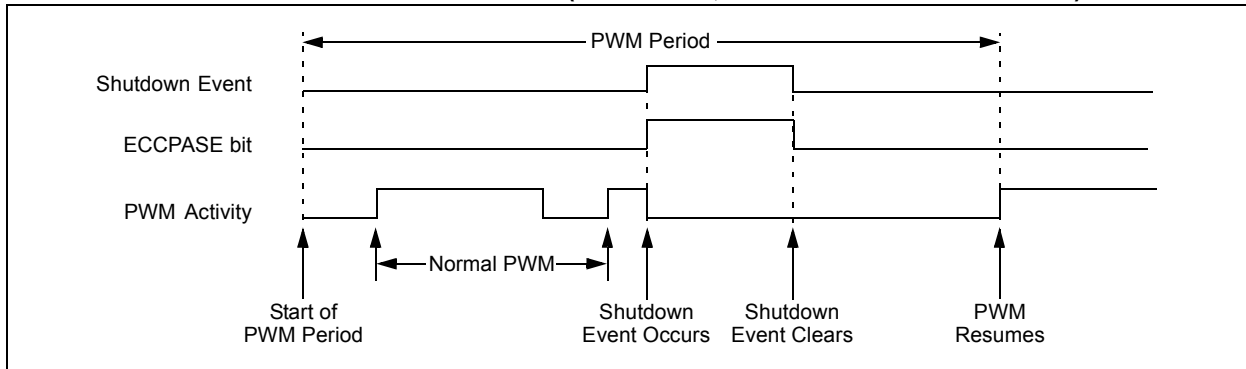 PWM Period
Shutdown Event
ECCPASE bit
PWM Activity
Normal PWM
Start of
PWM Period
Shutdown
Event Occurs
Shutdown
Event Clears
PWM
Resumes